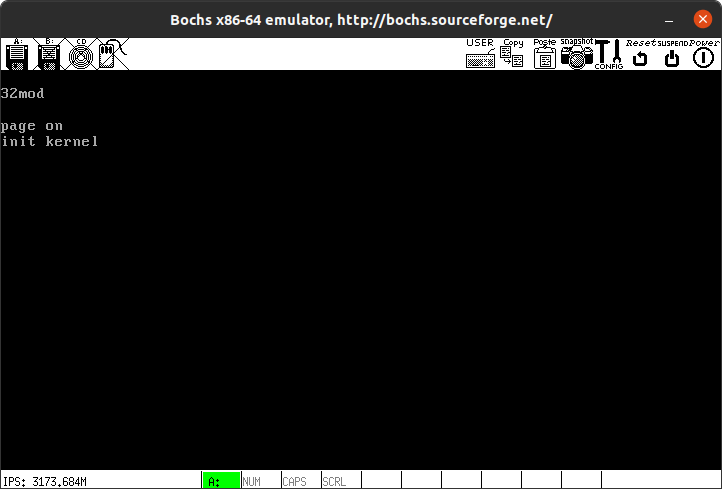 Bochs x86-64 emulator, http://bochs.sourceforge.net/
A: B: CD USER Copy Poste snapshot CONFIG Reset SUSPEND Power
32mod
page on
init kernel
IPS: 3173.684M A: NUM CAPS SCRL